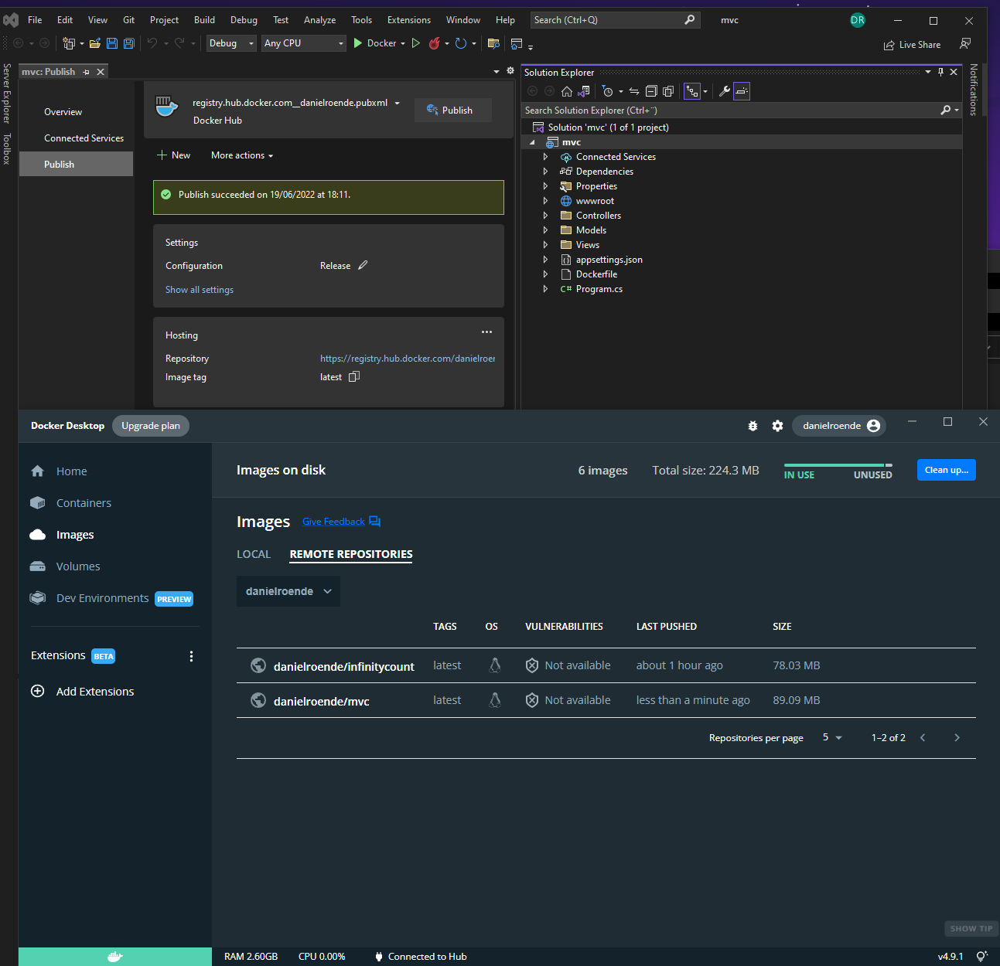 File Edit View Git Project Build Debug Test Analyze Tools Extensions Window Help Search (Ctrl+Q) mvc DR
Debug Any CPU Docker Live Share
Server Explorer
Toolbox
Notifications
mvc: Publish
Overview
Connected Services
Publish
registry.hub.docker.com__danielroende.pubxml
Docker Hub
Publish
New More actions
Publish succeeded on 19/06/2022 at 18:11.
Settings
Configuration Release
Show all settings
Hosting
Repository https://registry.hub.docker.com/danielroer
Image tag latest
Solution Explorer
Search Solution Explorer (Ctrl+¨)
Solution 'mvc' (1 of 1 project)
mvc
Connected Services
Dependencies
Properties
wwwroot
Controllers
Models
Views
appsettings.json
Dockerfile
C# Program.cs
Docker Desktop Upgrade plan danielroende
Home
Containers
Images
Volumes
Dev Environments PREVIEW
Extensions BETA
Add Extensions
Images on disk 6 images Total size: 224.3 MB IN USE UNUSED Clean up...
Images Give Feedback
LOCAL REMOTE REPOSITORIES
danielroende
TAGS OS VULNERABILITIES LAST PUSHED SIZE
danielroende/infinitycount latest Not available about 1 hour ago 78.03 MB
danielroende/mvc latest Not available less than a minute ago 89.09 MB
Repositories per page 5 1–2 of 2
SHOW TIP
RAM 2.60GB CPU 0.00% Connected to Hub v4.9.1